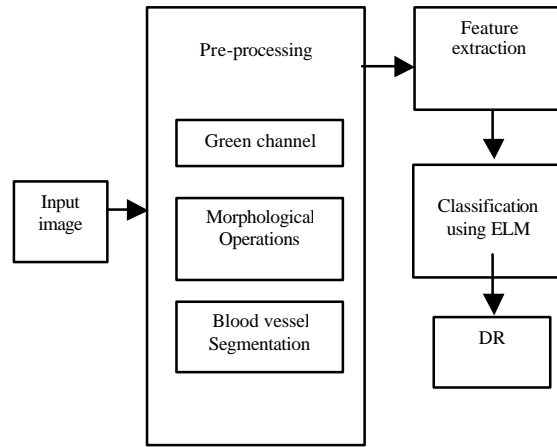 Input
image
Pre-processing
Green channel
Morphological
Operations
Blood vessel
Segmentation
Feature
extraction
Classification
using ELM
DR